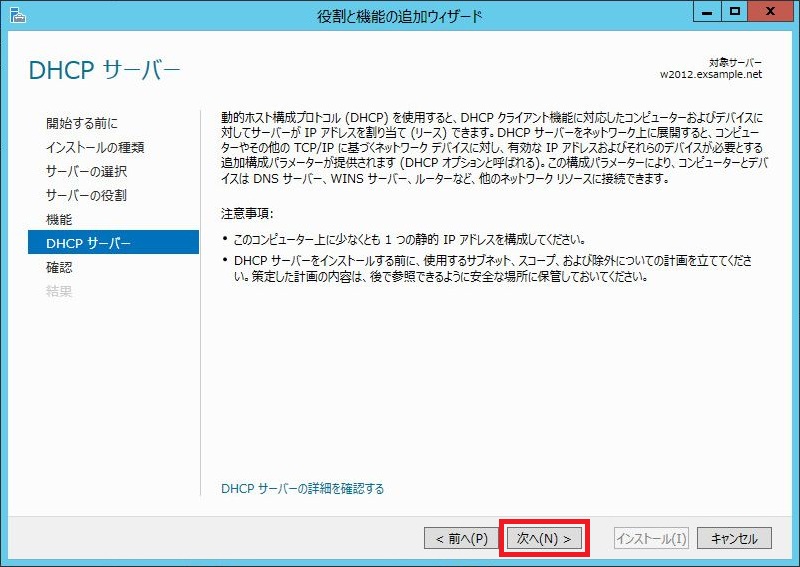 役割と機能の追加ウィザード
DHCP サーバー
対象サーバー
w2012.exsample.net
開始する前に
インストールの種類
サーバーの選択
サーバーの役割
機能
DHCP サーバー
確認
結果
動的ホスト構成プロトコル (DHCP) を使用すると、DHCP クライアント機能に対応したコンピューターおよびデバイスに
対してサーバーが IP アドレスを割り当て (リース) できます。DHCP サーバーをネットワーク上に展開すると、コンピュー
ターやその他の TCP/IP に基づくネットワーク デバイスに対し、有効な IP アドレスおよびそれらのデバイスが必要とする
追加構成パラメーターが提供されます (DHCP オプションと呼ばれる)。この構成パラメーターにより、コンピューターとデバ
イスは DNS サーバー、WINS サーバー、ルーターなど、他のネットワーク リソースに接続できます。
注意事項:
• このコンピューター上に少なくとも 1 つの静的 IP アドレスを構成してください。
• DHCP サーバーをインストールする前に、使用するサブネット、スコープ、および除外についての計画を立ててくださ
い。策定した計画の内容は、後で参照できるように安全な場所に保管しておいてください。
DHCP サーバーの詳細を確認する
< 前へ(P)
次へ(N) >
インストール(I)
キャンセル